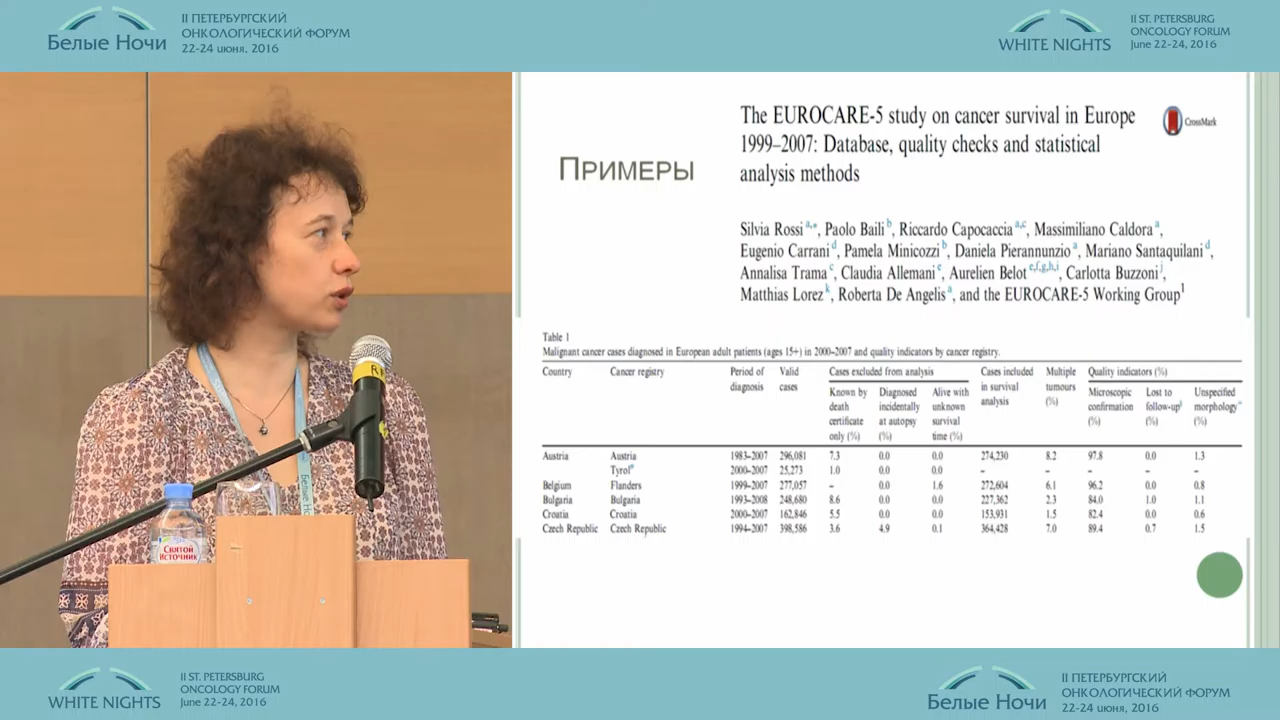 II ПЕТЕРБУРГСКИЙ
ОНКОЛОГИЧЕСКИЙ ФОРУМ
Белые Ночи
22-24 июня, 2016
II ST. PETERSBURG
ONCOLOGY FORUM
WHITE NIGHTS
June 22-24, 2016
ПРИМЕРЫ
The EUROCARE-5 study on cancer survival in Europe
1999–2007: Database, quality checks and statistical
analysis methods
CrossMark
Silvia Rossi a,*, Paolo Baili b, Riccardo Capocaccia a,c, Massimiliano Caldora a,
Eugenio Carrani d, Pamela Minicozzi b, Daniela Pierannunzio a, Mariano Santaquilani d,
Annalisa Trama c, Claudia Allemani e, Aurelien Belot e,f,g,h,i, Carlotta Buzzoni j,
Matthias Lorez k, Roberta De Angelis a, and the EUROCARE-5 Working Group 1
Table 1
Malignant cancer cases diagnosed in European adult patients (ages 15+) in 2000–2007 and quality indicators by cancer registry.
Country Cancer registry Period of diagnosis Valid cases Cases excluded from analysis Cases included in survival analysis Multiple tumours (%) Quality indicators (%)
Known by death certificate only (%) Diagnosed incidentally at autopsy (%) Alive with unknown survival time (%) Microscopic confirmation (%) Lost to follow-up (%) Unspecified morphology (%)
Austria Austria 1983–2007 296,081 7.3 0.0 0.0 274,230 8.2 97.8 0.0 1.3
Tyrol 2000–2007 25,273 1.0 0.0 0.0 – – – – –
Belgium Flanders 1999–2007 277,057 – 0.0 1.6 272,604 6.1 96.2 0.0 0.8
Bulgaria Bulgaria 1993–2008 248,680 8.6 0.0 0.0 227,362 2.3 84.0 1.0 1.1
Croatia Croatia 2000–2007 162,846 5.5 0.0 0.0 153,931 1.5 82.4 0.0 0.6
Czech Republic Czech Republic 1994–2007 398,586 3.6 4.9 0.1 364,428 7.0 89.4 0.7 1.5
Белые Но
Святой
Источник
II ST. PETERSBURG
ONCOLOGY FORUM
WHITE NIGHTS
June 22-24, 2016
II ПЕТЕРБУРГСКИЙ
ОНКОЛОГИЧЕСКИЙ ФОРУМ
Белые Ночи
22-24 июня, 2016